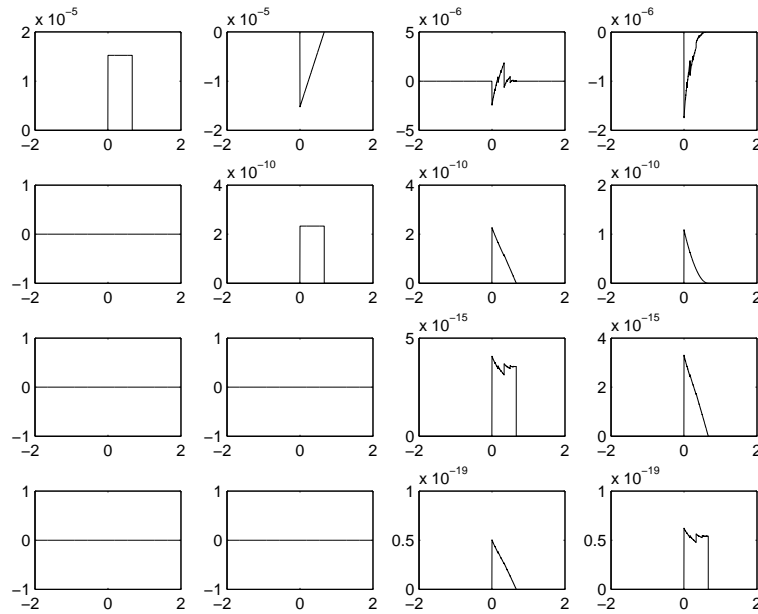 x 10−5 x 10−5 x 10−6 x 10−6
2 0 5 0
1 −1 0 −1
0 −2 −5 −2
−2 0 2 −2 0 2 −2 0 2 −2 0 2
x 10−10 x 10−10 x 10−10
1 4 4 2
0 2 2 1
−1 0 0 0
−2 0 2 −2 0 2 −2 0 2 −2 0 2
x 10−15 x 10−15
1 1 5 4
0 0 2
−1 −1 0 0
−2 0 2 −2 0 2 −2 0 2 −2 0 2
x 10−19 x 10−19
1 1 1 1
0 0 0.5 0.5
−1 −1 0 0
−2 0 2 −2 0 2 −2 0 2 −2 0 2